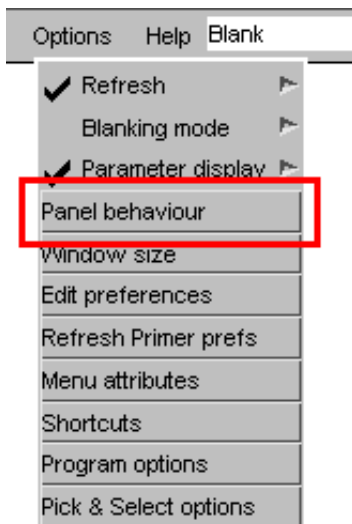 Options Help Blank
Refresh
Blanking mode
Parameter display
Panel behaviour
Window size
Edit preferences
Refresh Primer prefs
Menu attributes
Shortcuts
Program options
Pick & Select options